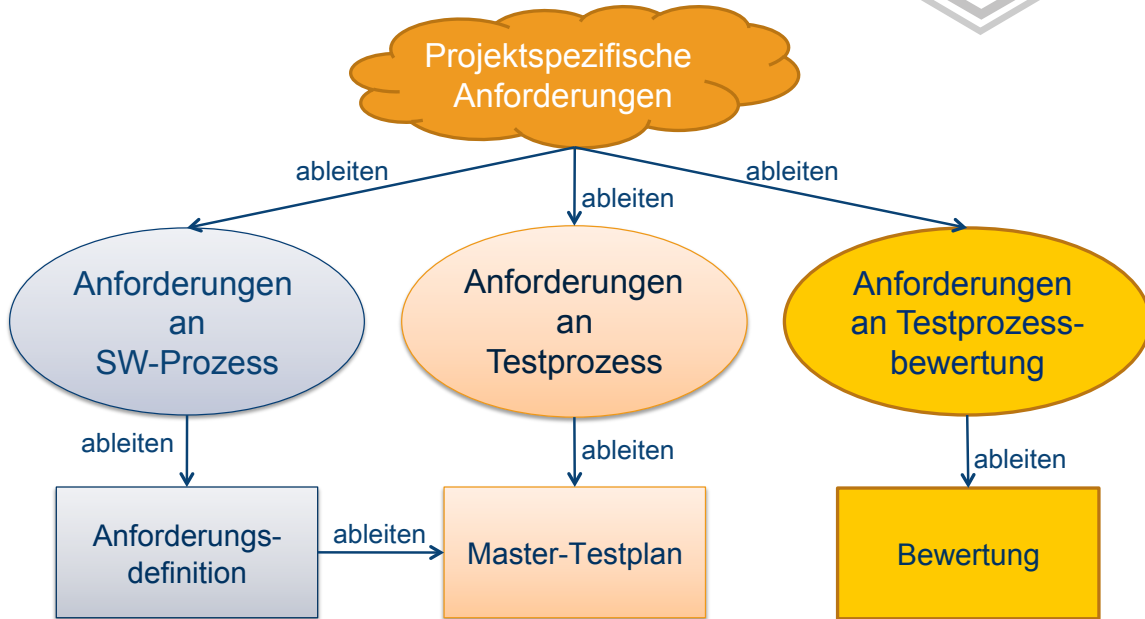 Projektspezifische
Anforderungen
ableiten
ableiten
ableiten
Anforderungen
an
SW-Prozess
Anforderungen
an
Testprozess
Anforderungen
an Testprozess-
bewertung
ableiten
ableiten
ableiten
Anforderungs-
definition
ableiten
Master-Testplan
Bewertung